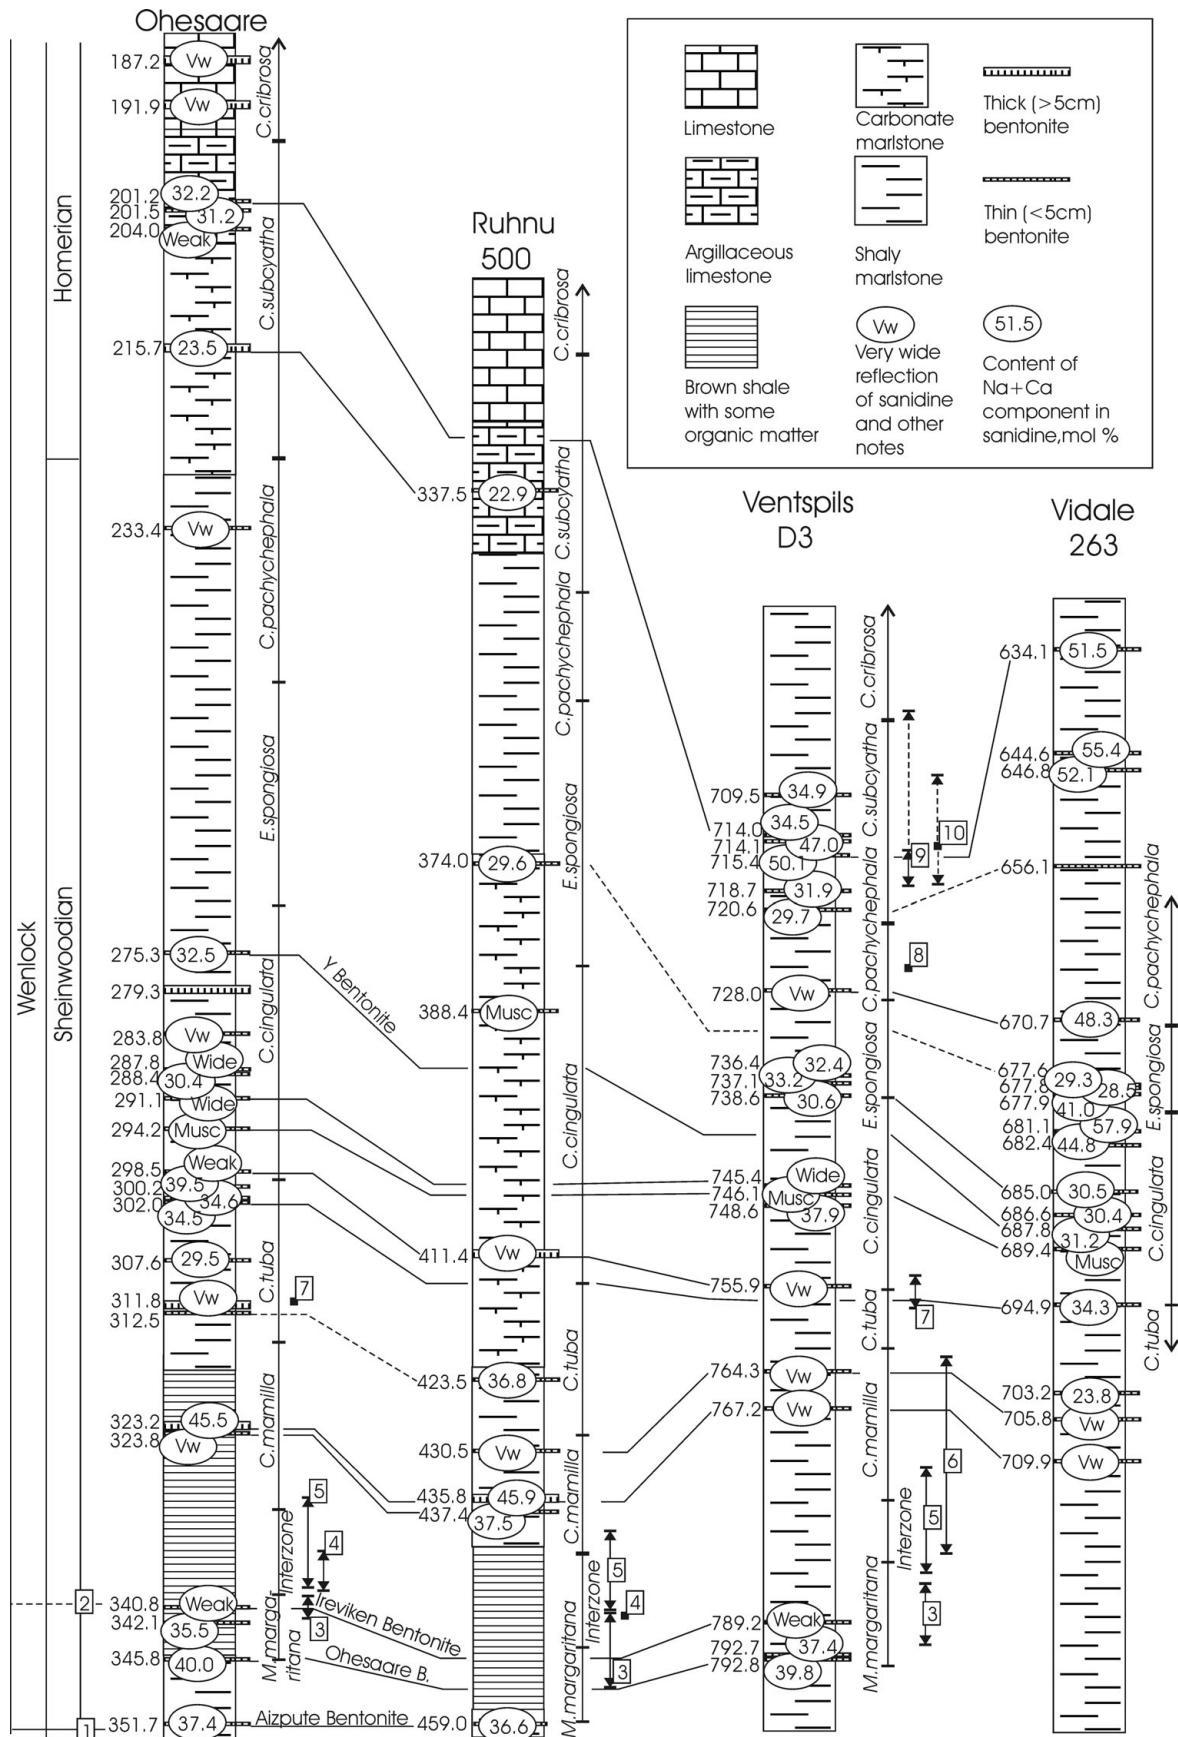 Ohesaare
187.2
Vw
191.9
Vw
201.2
32.2
201.5
31.2
204.0
Weak
215.7
23.5
233.4
Vw
275.3
32.5
279.3
283.8
Vw
287.8
Wide
288.4
30.4
291.1
Wide
294.2
Musc
298.5
Weak
300.2
39.5
302.0
34.6
34.5
307.6
29.5
311.8
Vw
312.5
323.2
45.5
323.8
Vw
340.8
Weak
342.1
35.5
345.8
40.0
351.7
37.4
Wenlock
Homerian
Sheinwoodian
2
1
C.cribrosa
C.subcyatha
C.pachychephala
E.spongiosa
C.cingulata
C.tuba
C.mamilla
Interzone
M.marga-
ritana
7
5
4
3
Y Bentonite
Ireviken Bentonite
Ohesaare B.
Aizpute Bentonite
Ruhnu
500
337.5
22.9
374.0
29.6
388.4
Musc
411.4
Vw
423.5
36.8
430.5
Vw
435.8
45.9
437.4
37.5
459.0
36.6
C.cribrosa
C.subcyatha
C.pachychephala
E.spongiosa
C.cingulata
C.tuba
C.mamilla
Interzone
M.margaritana
5
4
3
Limestone
Carbonate
marlstone
Thick (>5cm)
bentonite
Argillaceous
limestone
Shaly
marlstone
Thin (<5cm)
bentonite
Brown shale
with some
organic matter
Vw
Very wide
reflection
of sanidine
and other
notes
51.5
Content of
Na+Ca
component in
sanidine,mol %
Ventspils
D3
709.5
34.9
714.0
34.5
714.1
47.0
715.4
50.1
718.7
31.9
720.6
29.7
728.0
Vw
736.4
32.4
737.1
33.2
738.6
30.6
745.4
Wide
746.1
Musc
748.6
37.9
755.9
Vw
764.3
Vw
767.2
Vw
789.2
Weak
792.7
37.4
792.8
39.8
C.cribrosa
C.subcyatha
C.pachychephala
C.pachychephala
E.spongiosa
C.cingulata
C.tuba
C.mamilla
Interzone
M.margaritana
10
9
8
7
6
5
3
Vidale
263
634.1
51.5
644.6
55.4
646.8
52.1
656.1
670.7
48.3
677.6
29.3
677.8
28.5
677.9
41.0
681.1
57.9
682.4
44.8
685.0
30.5
686.6
30.4
687.8
31.2
689.4
Musc
694.9
34.3
703.2
23.8
705.8
Vw
709.9
Vw
C.pachychephala
E.spongiosa
C.cingulata
C.tuba